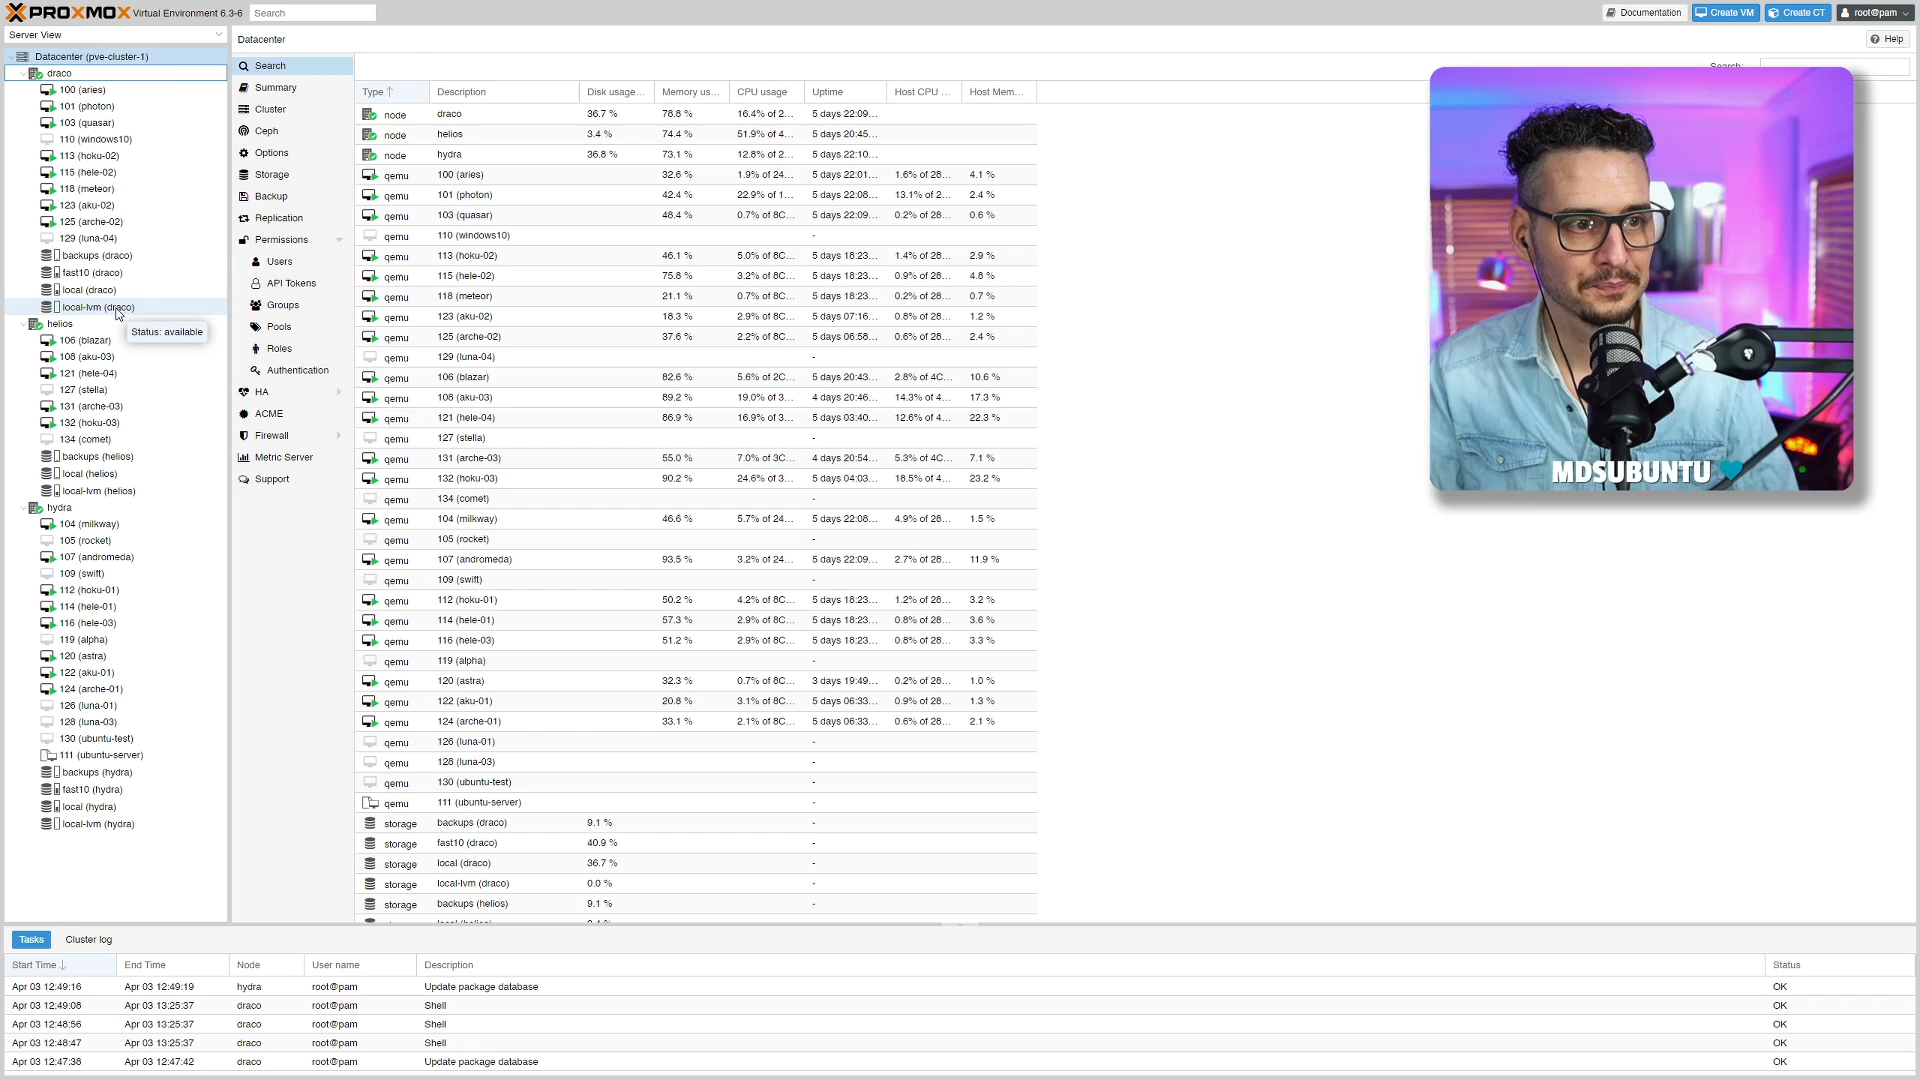 PROXMOX Virtual Environment 6.3-6 Search Documentation Create VM Create CT root@pam
Server View
Datacenter (pve-cluster-1)
draco
100 (aries)
101 (photon)
103 (quasar)
110 (windows10)
113 (hoku-02)
115 (hele-02)
118 (meteor)
123 (aku-02)
125 (arche-02)
129 (luna-04)
backups (draco)
fast10 (draco)
local (draco)
local-lvm (draco)
Status: available
helios
106 (blazar)
108 (aku-03)
121 (hele-04)
127 (stella)
131 (arche-03)
132 (hoku-03)
134 (comet)
backups (helios)
local (helios)
local-lvm (helios)
hydra
104 (milkway)
105 (rocket)
107 (andromeda)
109 (swift)
112 (hoku-01)
114 (hele-01)
116 (hele-03)
119 (alpha)
120 (astra)
122 (aku-01)
124 (arche-01)
126 (luna-01)
128 (luna-03)
130 (ubuntu-test)
111 (ubuntu-server)
backups (hydra)
fast10 (hydra)
local (hydra)
local-lvm (hydra)
Datacenter Help
Search
Summary
Cluster
Ceph
Options
Storage
Backup
Replication
Permissions
Users
API Tokens
Groups
Pools
Roles
Authentication
HA
ACME
Firewall
Metric Server
Support
Type Description Disk usage... Memory us... CPU usage Uptime Host CPU ... Host Mem...
node draco 36.7 % 78.8 % 16.4% of 2... 5 days 22:09...
node helios 3.4 % 74.4 % 51.9% of 4... 5 days 20:45...
node hydra 36.8 % 73.1 % 12.8% of 2... 5 days 22:10...
qemu 100 (aries) 32.6 % 1.9% of 24... 5 days 22:01... 1.6% of 28... 4.1 %
qemu 101 (photon) 42.4 % 22.9% of 1... 5 days 22:08... 13.1% of 2... 2.4 %
qemu 103 (quasar) 48.4 % 0.7% of 8C... 5 days 22:09... 0.2% of 28... 0.6 %
qemu 110 (windows10) -
qemu 113 (hoku-02) 46.1 % 5.0% of 8C... 5 days 18:23... 1.4% of 28... 2.9 %
qemu 115 (hele-02) 75.8 % 3.2% of 8C... 5 days 18:23... 0.9% of 28... 4.8 %
qemu 118 (meteor) 21.1 % 0.7% of 8C... 5 days 18:23... 0.2% of 28... 0.7 %
qemu 123 (aku-02) 18.3 % 2.9% of 8C... 5 days 07:16... 0.8% of 28... 1.2 %
qemu 125 (arche-02) 37.6 % 2.2% of 8C... 5 days 06:58... 0.6% of 28... 2.4 %
qemu 129 (luna-04) -
qemu 106 (blazar) 82.6 % 5.6% of 2C... 5 days 20:43... 2.8% of 4C... 10.6 %
qemu 108 (aku-03) 89.2 % 19.0% of 3... 4 days 20:46... 14.3% of 4... 17.3 %
qemu 121 (hele-04) 86.9 % 16.9% of 3... 5 days 03:40... 12.6% of 4... 22.3 %
qemu 127 (stella) -
qemu 131 (arche-03) 55.0 % 7.0% of 3C... 4 days 20:54... 5.3% of 4C... 7.1 %
qemu 132 (hoku-03) 90.2 % 24.6% of 3... 5 days 04:03... 18.5% of 4... 23.2 %
qemu 134 (comet) -
qemu 104 (milkway) 46.6 % 5.7% of 24... 5 days 22:08... 4.9% of 28... 1.5 %
qemu 105 (rocket) -
qemu 107 (andromeda) 93.5 % 3.2% of 24... 5 days 22:09... 2.7% of 28... 11.9 %
qemu 109 (swift) -
qemu 112 (hoku-01) 50.2 % 4.2% of 8C... 5 days 18:23... 1.2% of 28... 3.2 %
qemu 114 (hele-01) 57.3 % 2.9% of 8C... 5 days 18:23... 0.8% of 28... 3.6 %
qemu 116 (hele-03) 51.2 % 2.9% of 8C... 5 days 18:23... 0.8% of 28... 3.3 %
qemu 119 (alpha) -
qemu 120 (astra) 32.3 % 0.7% of 8C... 3 days 19:49... 0.2% of 28... 1.0 %
qemu 122 (aku-01) 20.8 % 3.1% of 8C... 5 days 06:33... 0.9% of 28... 1.3 %
qemu 124 (arche-01) 33.1 % 2.1% of 8C... 5 days 06:33... 0.6% of 28... 2.1 %
qemu 126 (luna-01) -
qemu 128 (luna-03) -
qemu 130 (ubuntu-test) -
qemu 111 (ubuntu-server) -
storage backups (draco) 9.1 % -
storage fast10 (draco) 40.9 % -
storage local (draco) 36.7 % -
storage local-lvm (draco) 0.0 % -
storage backups (helios) 9.1 % -
MDSUBUNTU
Tasks Cluster log
Start Time End Time Node User name Description Status
Apr 03 12:49:16 Apr 03 12:49:19 hydra root@pam Update package database OK
Apr 03 12:49:08 Apr 03 13:25:37 draco root@pam Shell OK
Apr 03 12:48:56 Apr 03 13:25:37 draco root@pam Shell OK
Apr 03 12:48:47 Apr 03 13:25:37 draco root@pam Shell OK
Apr 03 12:47:38 Apr 03 12:47:42 draco root@pam Update package database OK